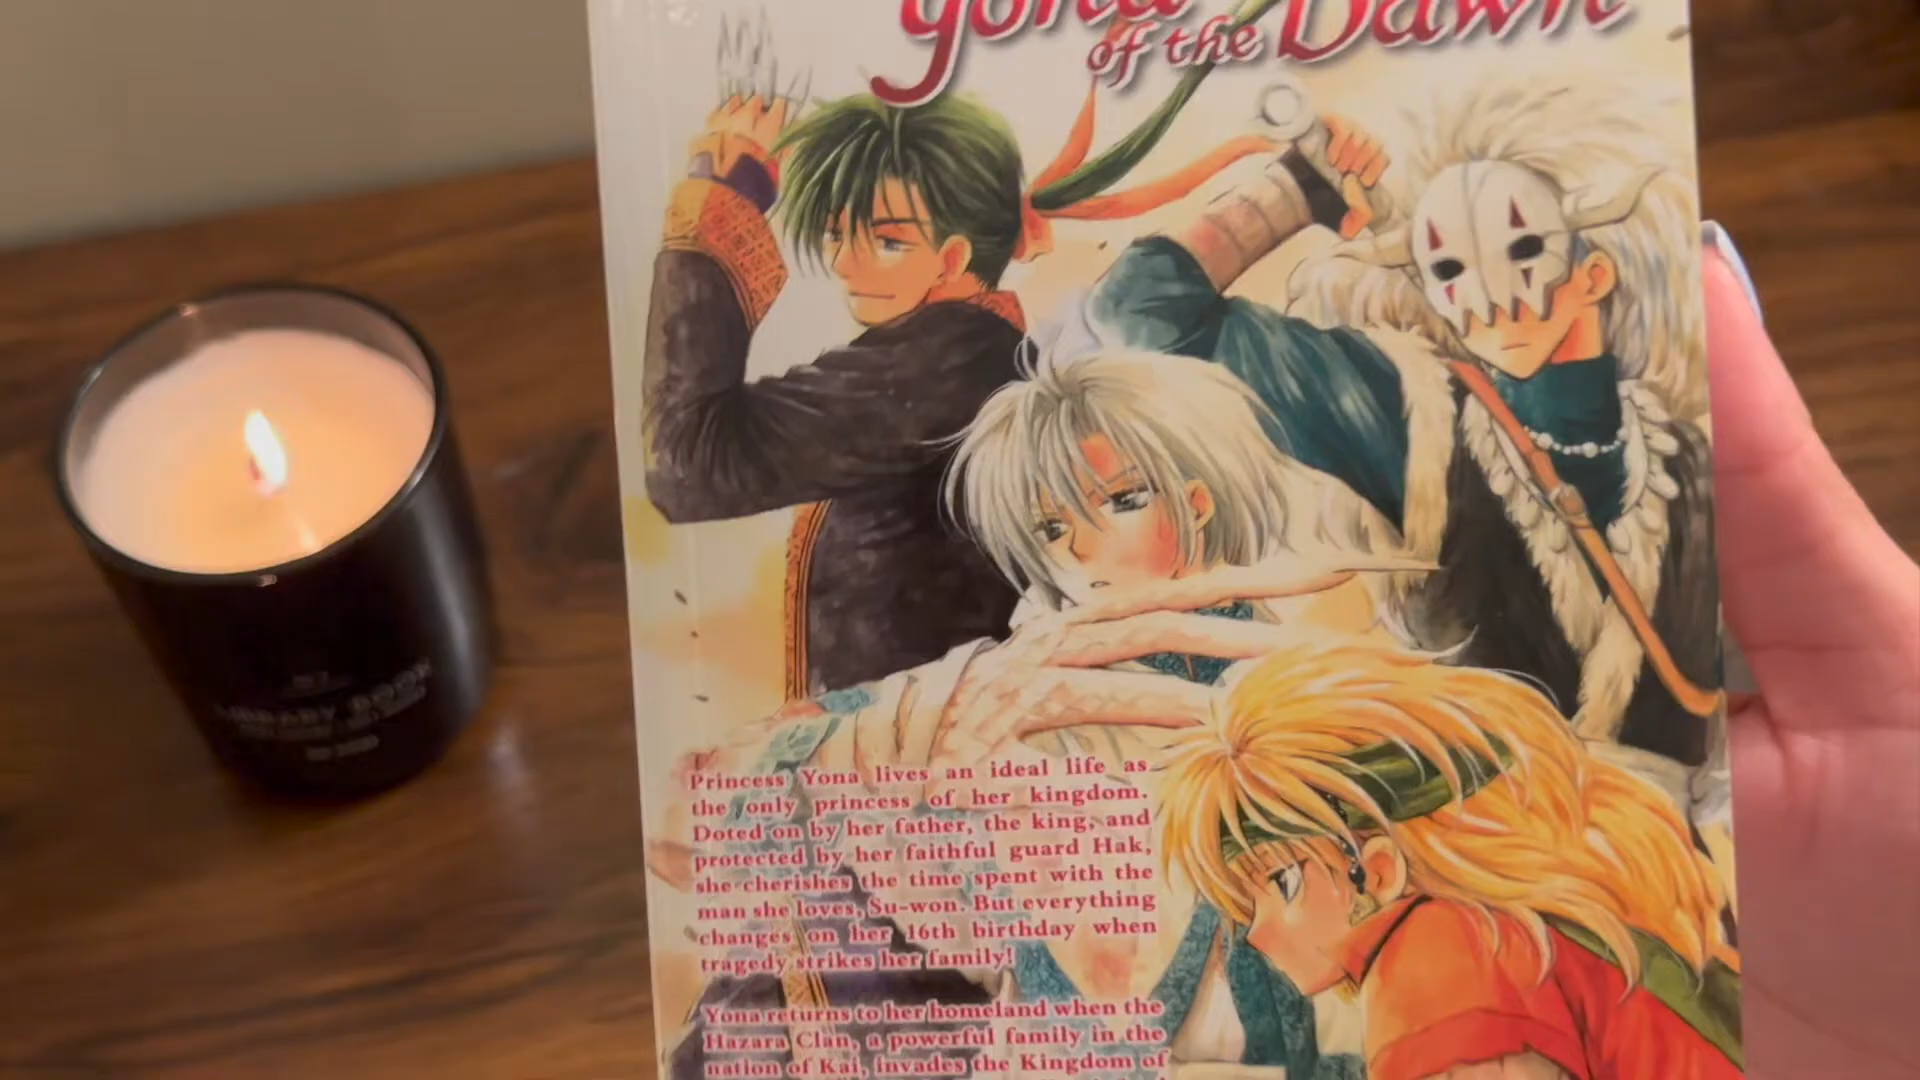 Yona
of the Dawn
Princess Yona lives an ideal life as
the only princess of her kingdom.
Doted on by her father, the king, and
protected by her faithful guard Hak,
she cherishes the time spent with the
man she loves, Su-won. But everything
changes on her 16th birthday when
tragedy strikes her family!
Yona returns to her homeland when the
Hazara Clan, a powerful family in the
nation of Kai, invades the Kingdom of
LIBRARY BOOK